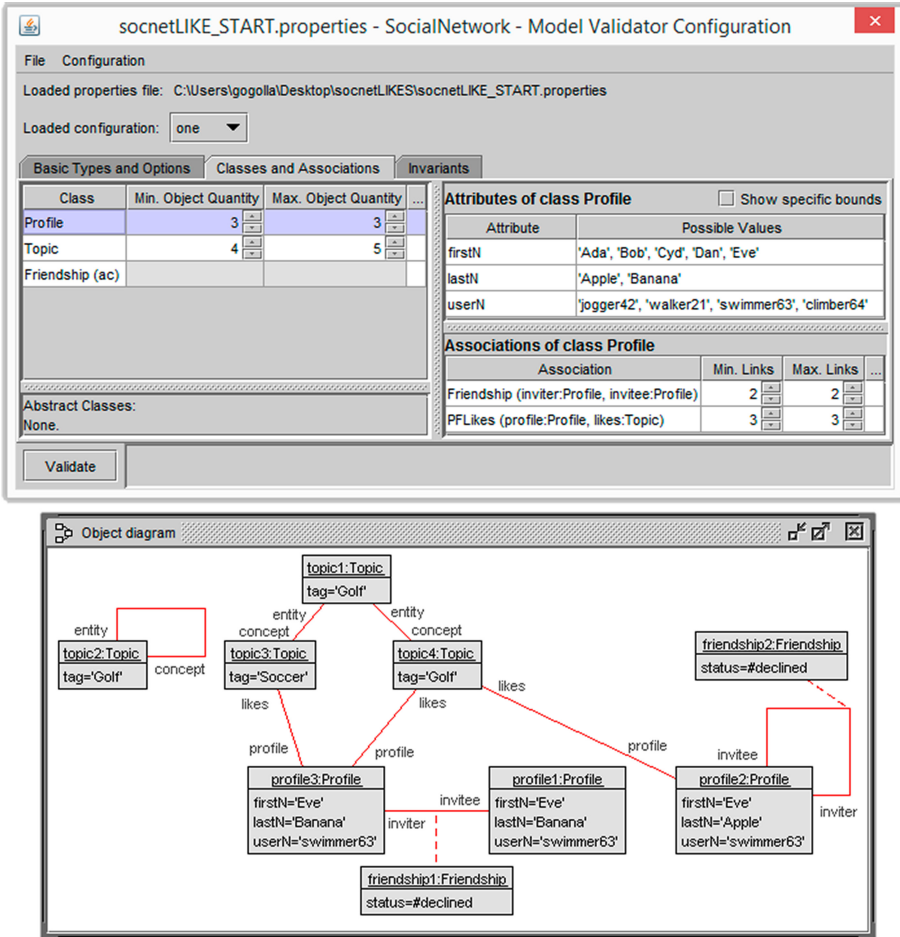 socnetLIKE_START.properties - SocialNetwork - Model Validator Configuration
File Configuration
Loaded properties file: C:\Users\gogolla\Desktop\socnetLIKES\socnetLIKE_START.properties
Loaded configuration: one
Basic Types and Options Classes and Associations Invariants
Class Min. Object Quantity Max. Object Quantity ...
Profile 3 3
Topic 4 5
Friendship (ac)
Abstract Classes:
None.
Attributes of class Profile Show specific bounds
Attribute Possible Values
firstN 'Ada', 'Bob', 'Cyd', 'Dan', 'Eve'
lastN 'Apple', 'Banana'
userN 'jogger42', 'walker21', 'swimmer63', 'climber64'
Associations of class Profile
Association Min. Links Max. Links ...
Friendship (inviter:Profile, invitee:Profile) 2 2
PFLikes (profile:Profile, likes:Topic) 3 3
Validate
Object diagram
topic1:Topic
tag='Golf'
entity entity
concept concept
entity
topic2:Topic
tag='Golf'
concept
topic3:Topic
tag='Soccer'
topic4:Topic
tag='Golf'
friendship2:Friendship
status=#declined
likes likes likes
profile profile profile
invitee
inviter
profile3:Profile
firstN='Eve'
lastN='Banana'
userN='swimmer63'
invitee
inviter
profile1:Profile
firstN='Eve'
lastN='Banana'
userN='swimmer63'
profile2:Profile
firstN='Eve'
lastN='Apple'
userN='swimmer63'
friendship1:Friendship
status=#declined